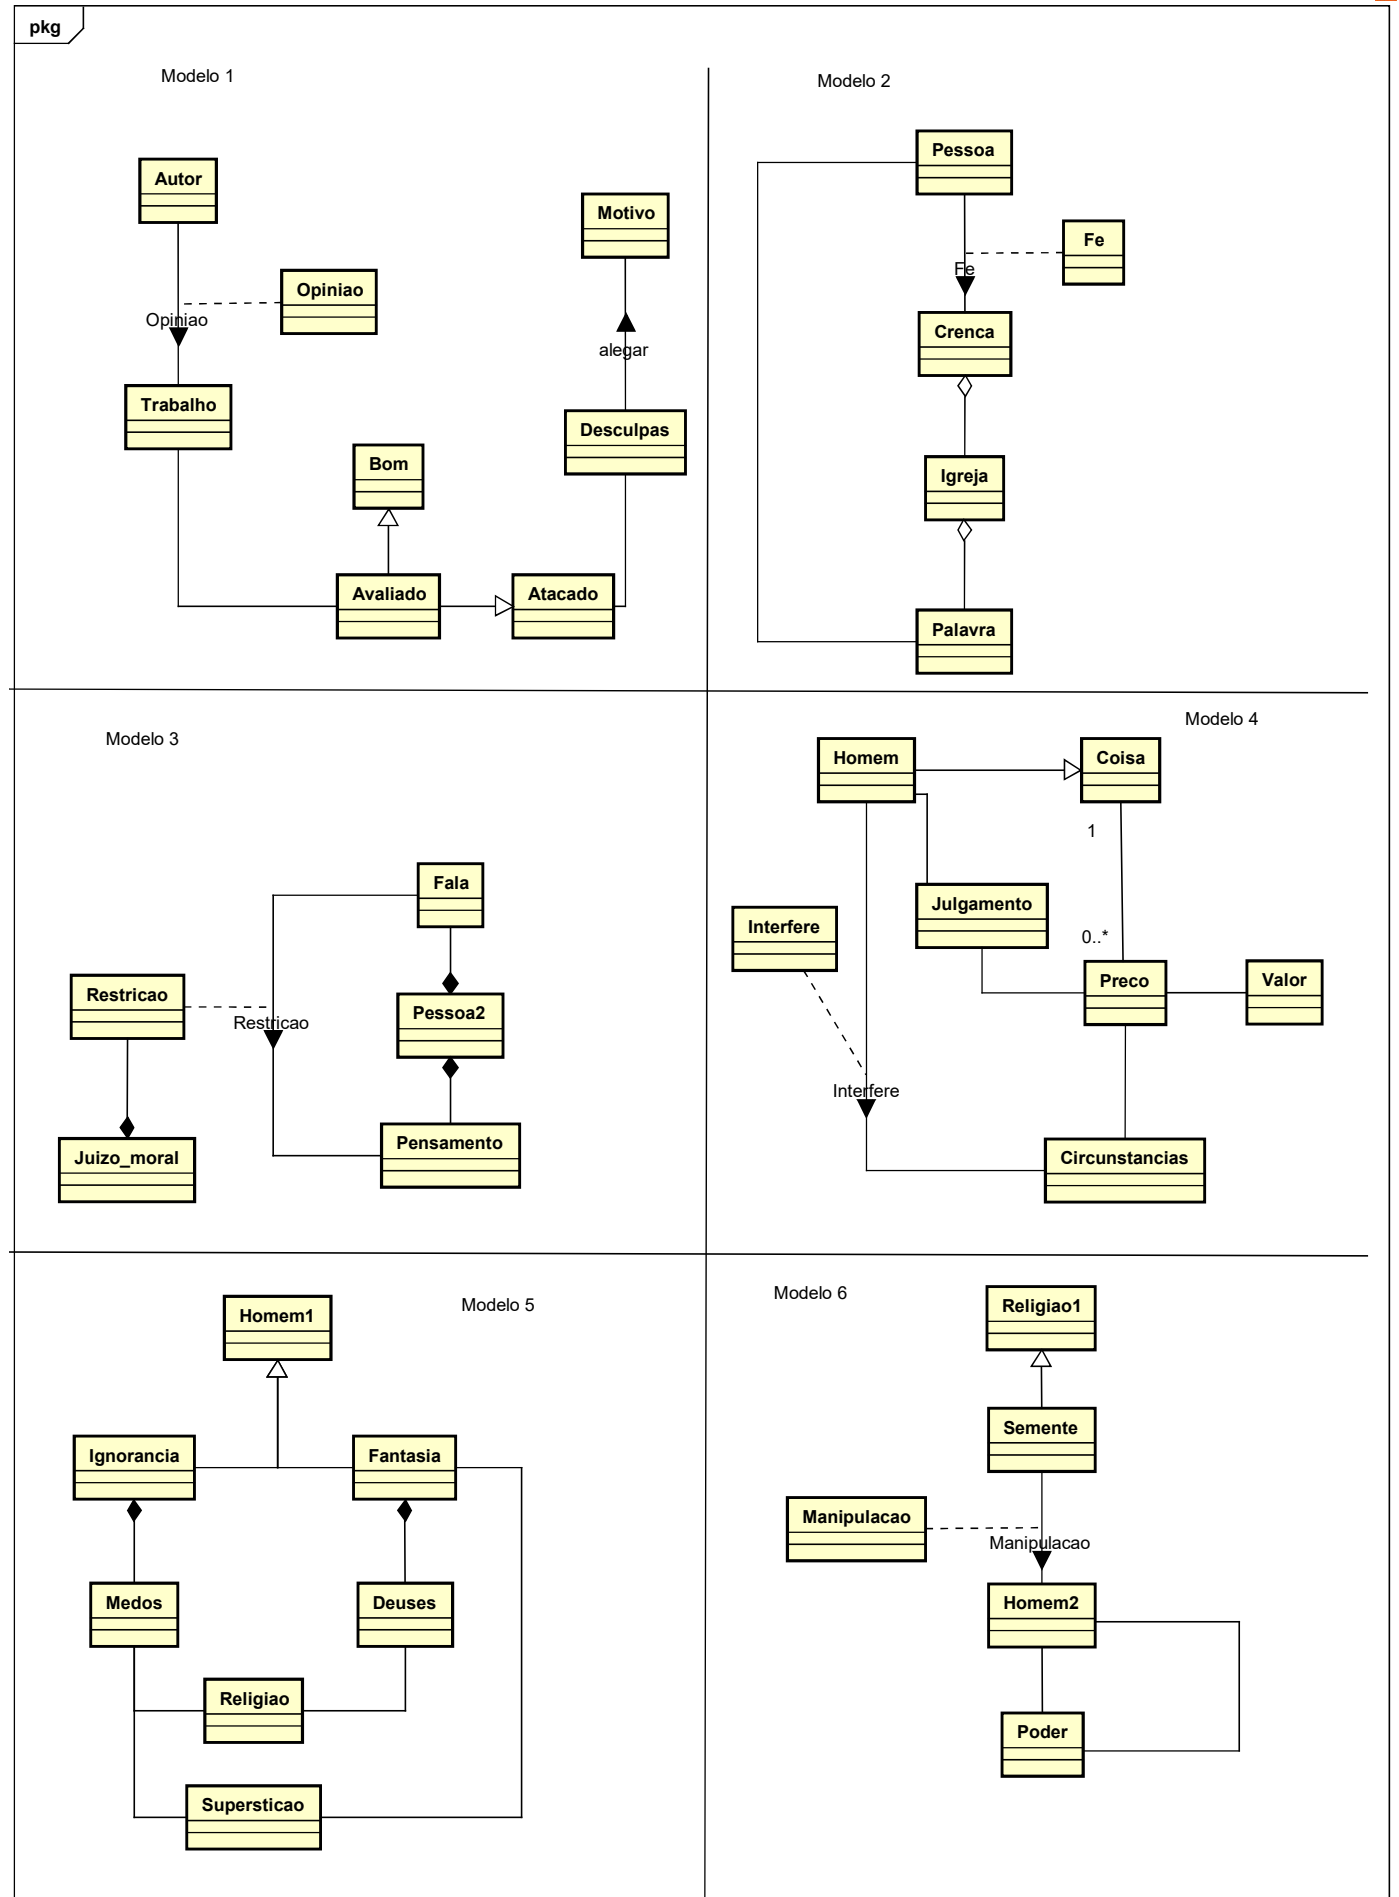 pkg
Modelo 1
Autor
Opiniao
Opiniao
Trabalho
Bom
Avaliado
Atacado
Desculpas
alegar
Motivo
Modelo 2
Pessoa
Fe
Fe
Crenca
Igreja
Palavra
Modelo 3
Fala
Restricao
Restricao
Pessoa2
Juizo_moral
Pensamento
Modelo 4
Homem
Coisa
1
Julgamento
Interfere
0..*
Preco
Valor
Interfere
Circunstancias
Modelo 5
Homem1
Ignorancia
Fantasia
Medos
Deuses
Religiao
Supersticao
Modelo 6
Religiao1
Semente
Manipulacao
Manipulacao
Homem2
Poder